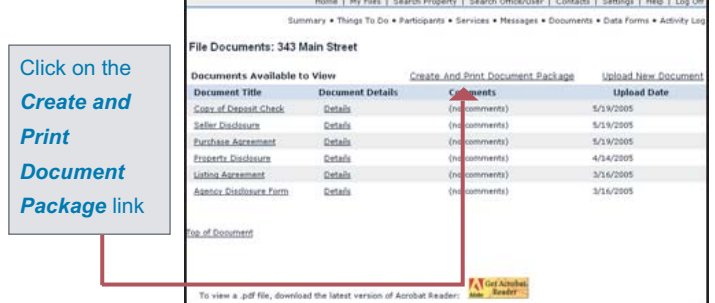 Home | My Files | Search Property | Search Office/User | Contacts | Settings | Help | Log Off
Summary • Things To Do • Participants • Services • Messages • Documents • Data Forms • Activity Log
File Documents: 343 Main Street
Click on the
Create and
Print
Document
Package link
Documents Available to View Create And Print Document Package Upload New Document
Document Title Document Details Comments Upload Date
Copy of Deposit Check Details (no comments) 5/19/2005
Seller Disclosure Details (no comments) 5/19/2005
Purchase Agreement Details (no comments) 5/19/2005
Property Disclosure Details (no comments) 4/14/2005
Listing Agreement Details (no comments) 3/16/2005
Agency Disclosure Form Details (no comments) 3/16/2005
Top of Document
To view a .pdf file, download the latest version of Acrobat Reader:
Get Acrobat
Reader
Adobe